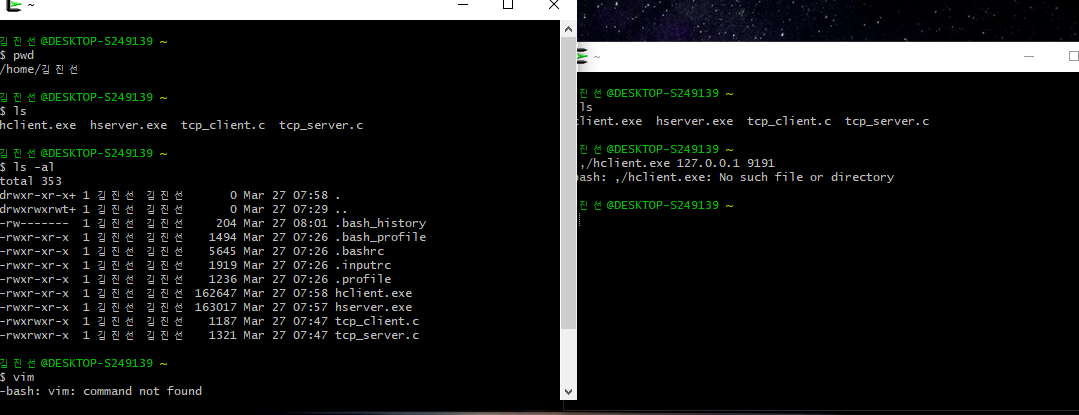 ~
김진선@DESKTOP-S249139 ~
$ pwd
/home/김진선
김진선@DESKTOP-S249139 ~
$ ls
hclient.exe  hserver.exe  tcp_client.c  tcp_server.c
김진선@DESKTOP-S249139 ~
$ ls -al
total 353
drwxr-xr-x+ 1 김진선 김진선      0 Mar 27 07:58 .
drwxrwxrwt+ 1 김진선 김진선      0 Mar 27 07:29 ..
-rw-------  1 김진선 김진선    204 Mar 27 08:01 .bash_history
-rwxr-xr-x  1 김진선 김진선   1494 Mar 27 07:26 .bash_profile
-rwxr-xr-x  1 김진선 김진선   5645 Mar 27 07:26 .bashrc
-rwxr-xr-x  1 김진선 김진선   1919 Mar 27 07:26 .inputrc
-rwxr-xr-x  1 김진선 김진선   1236 Mar 27 07:26 .profile
-rwxr-xr-x  1 김진선 김진선 162647 Mar 27 07:58 hclient.exe
-rwxr-xr-x  1 김진선 김진선 163017 Mar 27 07:57 hserver.exe
-rwxrwxr-x  1 김진선 김진선   1187 Mar 27 07:47 tcp_client.c
-rwxrwxr-x  1 김진선 김진선   1321 Mar 27 07:47 tcp_server.c
김진선@DESKTOP-S249139 ~
$ vim
-bash: vim: command not found
~
진선@DESKTOP-S249139 ~
ls
client.exe  hserver.exe  tcp_client.c  tcp_server.c
진선@DESKTOP-S249139 ~
,/hclient.exe 127.0.0.1 9191
bash: ,/hclient.exe: No such file or directory
진선@DESKTOP-S249139 ~